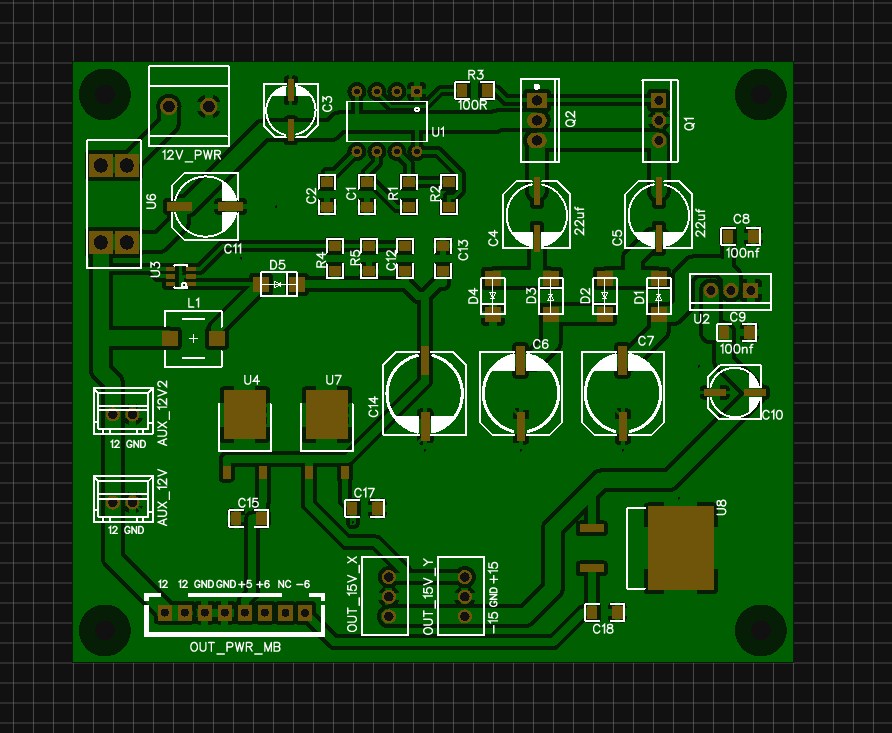 R3
100R
C3
U1
Q2
Q1
12V_PWR
U6
C11
C2
C1
R1
R2
C4
22uf
C5
22uf
C8
100nf
U3
D5
R4
R5
C12
C13
D4
D3
D2
D1
U2
C9
100nf
L1
C14
C6
C7
C10
U4
U7
AUX_12V2
12 GND
AUX_12V
12 GND
C15
C17
U8
12 12 GND GND +5 +6 NC -6
OUT_PWR_MB
OUT_15V_X
OUT_15V_Y
-15 GND +15
C18